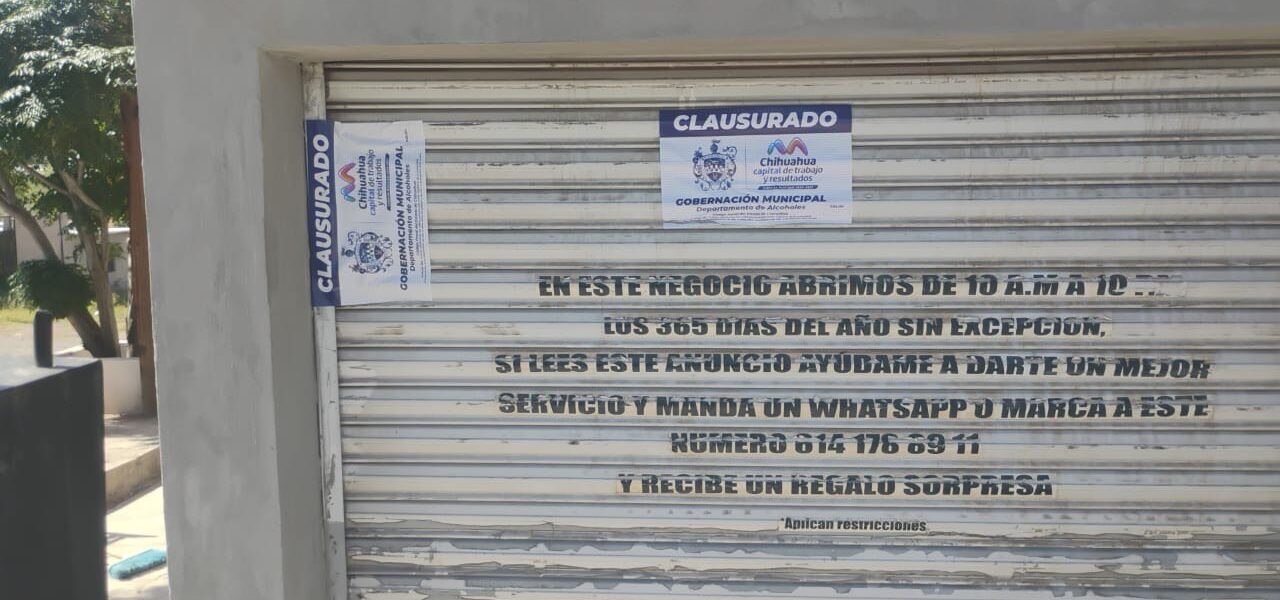 CLAUSURADO
Chihuahua
capital de trabajo
y resultados
GOBERNACIÓN MUNICIPAL
Departamento de Alcoholes
CLAUSURADO
Chihuahua
capital de trabajo
y resultados
GOBERNACIÓN MUNICIPAL
Departamento de Alcoholes
EN ESTE NEGOCIO ABRIMOS DE 10 A.M A 10
LOS 365 DIAS DEL AÑO SIN EXCEPCION,
SI LEES ESTE ANUNCIO AYÚDAME A DARTE UN MEJOR
SERVICIO Y MANDA UN WHATSAPP O MARCA A ESTE
NUMERO 614 176 89 11
Y RECIBE UN REGALO SORPRESA
*Aplican restricciones